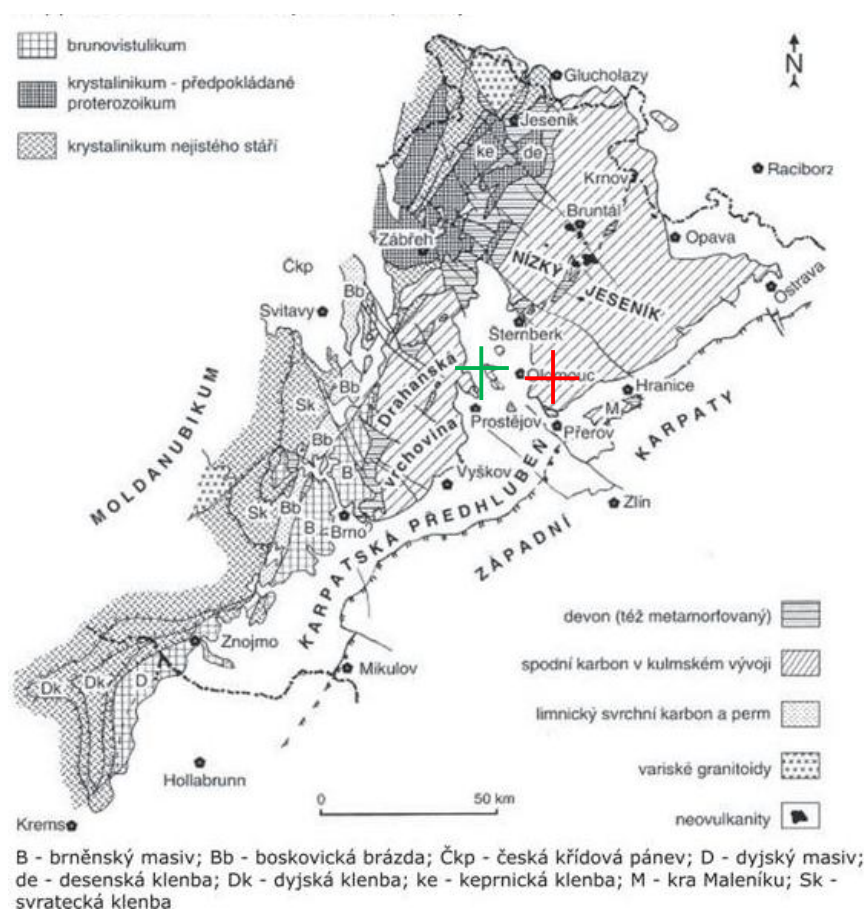 brunovistulikum
krystalinikum - předpokládané
proterozoikum
krystalinikum nejistého stáří
N
Glucholazy
Jeseník
ke
de
Raciborz
Krnov
Bruntál
Opava
Zábřeh
NÍZKÝ
JESENÍK
Ostrava
Čkp
Bb
Svitavy
Šternberk
Olomouc
Hranice
Bb
Drahanská
vrchovina
M
Prostějov
Přerov
KARPATY
Sk
Bb
B
Vyškov
MOLDANUBIKUM
Zlín
Sk
Bb
B
Brno
KARPATSKÁ PŘEDHLUBEŇ
ZÁPADNÍ
Znojmo
Mikulov
Dk
Dk
D
devon (též metamorfovaný)
spodní karbon v kulmském vývoji
limnický svrchní karbon a perm
variské granitoidy
neovulkanity
Hollabrunn
0
50 km
Krems
B - brněnský masiv; Bb - boskovická brázda; Čkp - česká křídová pánev; D - dyjský masiv;
de - desenská klenba; Dk - dyjská klenba; ke - keprnická klenba; M - kra Maleníku; Sk -
svratecká klenba